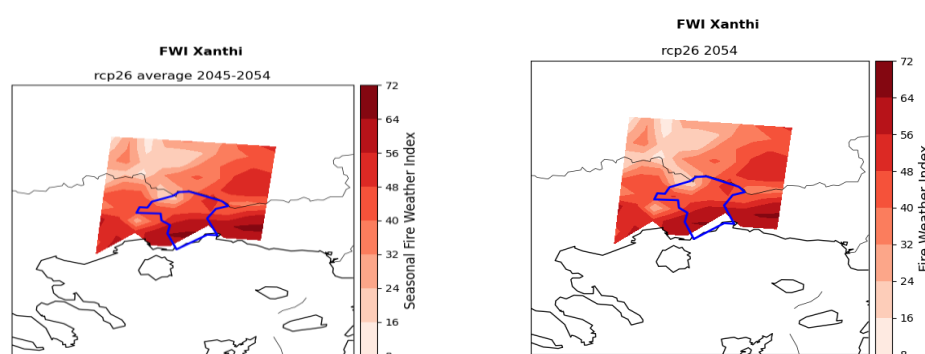 FWI Xanthi
rcp26 average 2045-2054
72
64
56
48
40
32
24
16
Seasonal Fire Weather Index
FWI Xanthi
rcp26 2054
72
64
56
48
40
32
24
16
8
Fire Weather Index